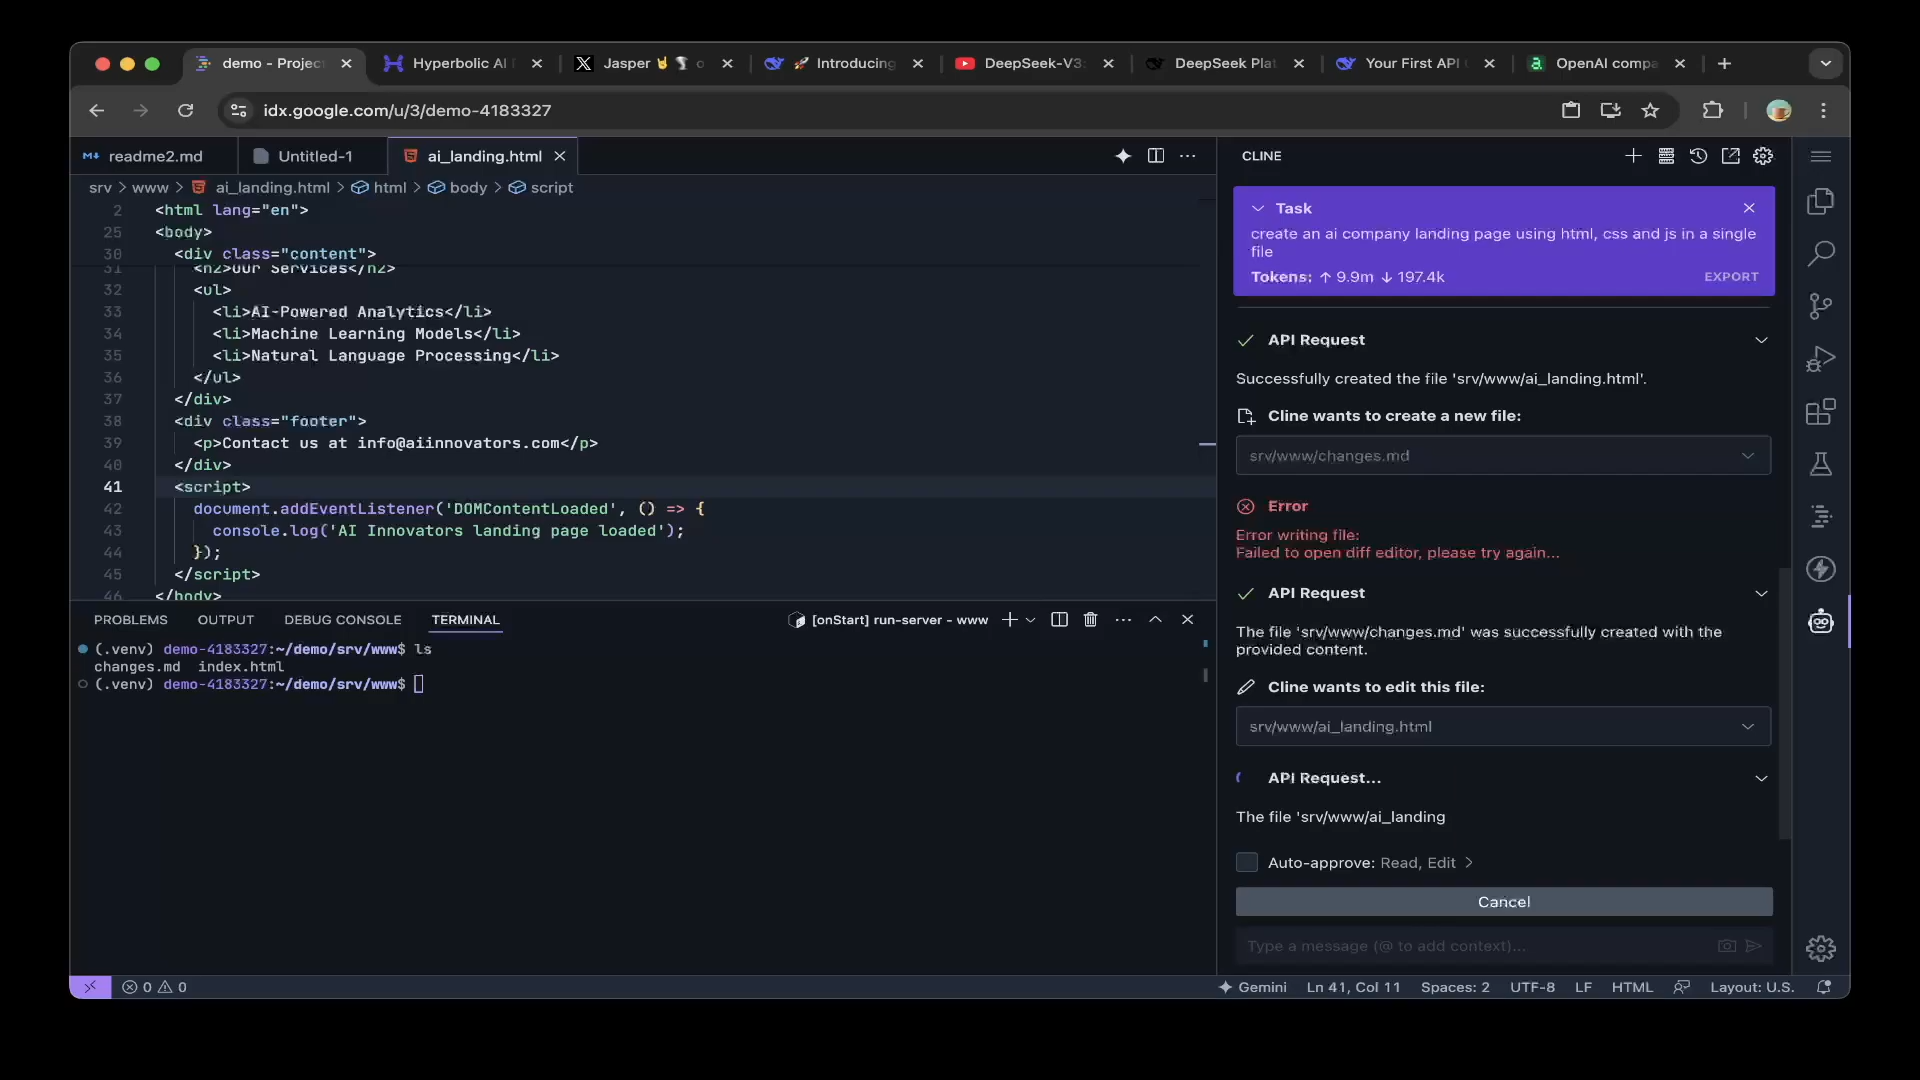 demo - Projec
Hyperbolic AI
Jasper
Introducing
DeepSeek-V3
DeepSeek Plat
Your First API
OpenAI compa
idx.google.com/u/3/demo-4183327
readme2.md
Untitled-1
ai_landing.html
srv > www > ai_landing.html > html > body > script
2 <html lang="en">
25 <body>
30 <div class="content">
31 <h2>Our Services</h2>
32 <ul>
33 <li>AI-Powered Analytics</li>
34 <li>Machine Learning Models</li>
35 <li>Natural Language Processing</li>
36 </ul>
37 </div>
38 <div class="footer">
39 <p>Contact us at info@aiinnovators.com</p>
40 </div>
41 <script>
42 document.addEventListener('DOMContentLoaded', () => {
43 console.log('AI Innovators landing page loaded');
44 });
45 </script>
46 </body>
PROBLEMS OUTPUT DEBUG CONSOLE TERMINAL
[onStart] run-server - www
(.venv) demo-4183327:~/demo/srv/www$ ls
changes.md index.html
(.venv) demo-4183327:~/demo/srv/www$
CLINE
Task
create an ai company landing page using html, css and js in a single
file
Tokens: ↑ 9.9m ↓ 197.4k
EXPORT
API Request
Successfully created the file 'srv/www/ai_landing.html'.
Cline wants to create a new file:
srv/www/changes.md
Error
Error writing file:
Failed to open diff editor, please try again...
API Request
The file 'srv/www/changes.md' was successfully created with the
provided content.
Cline wants to edit this file:
srv/www/ai_landing.html
API Request...
The file 'srv/www/ai_landing
Auto-approve: Read, Edit >
Cancel
Type a message (@ to add context)...
0 0
Gemini Ln 41, Col 11 Spaces: 2 UTF-8 LF HTML Layout: U.S.